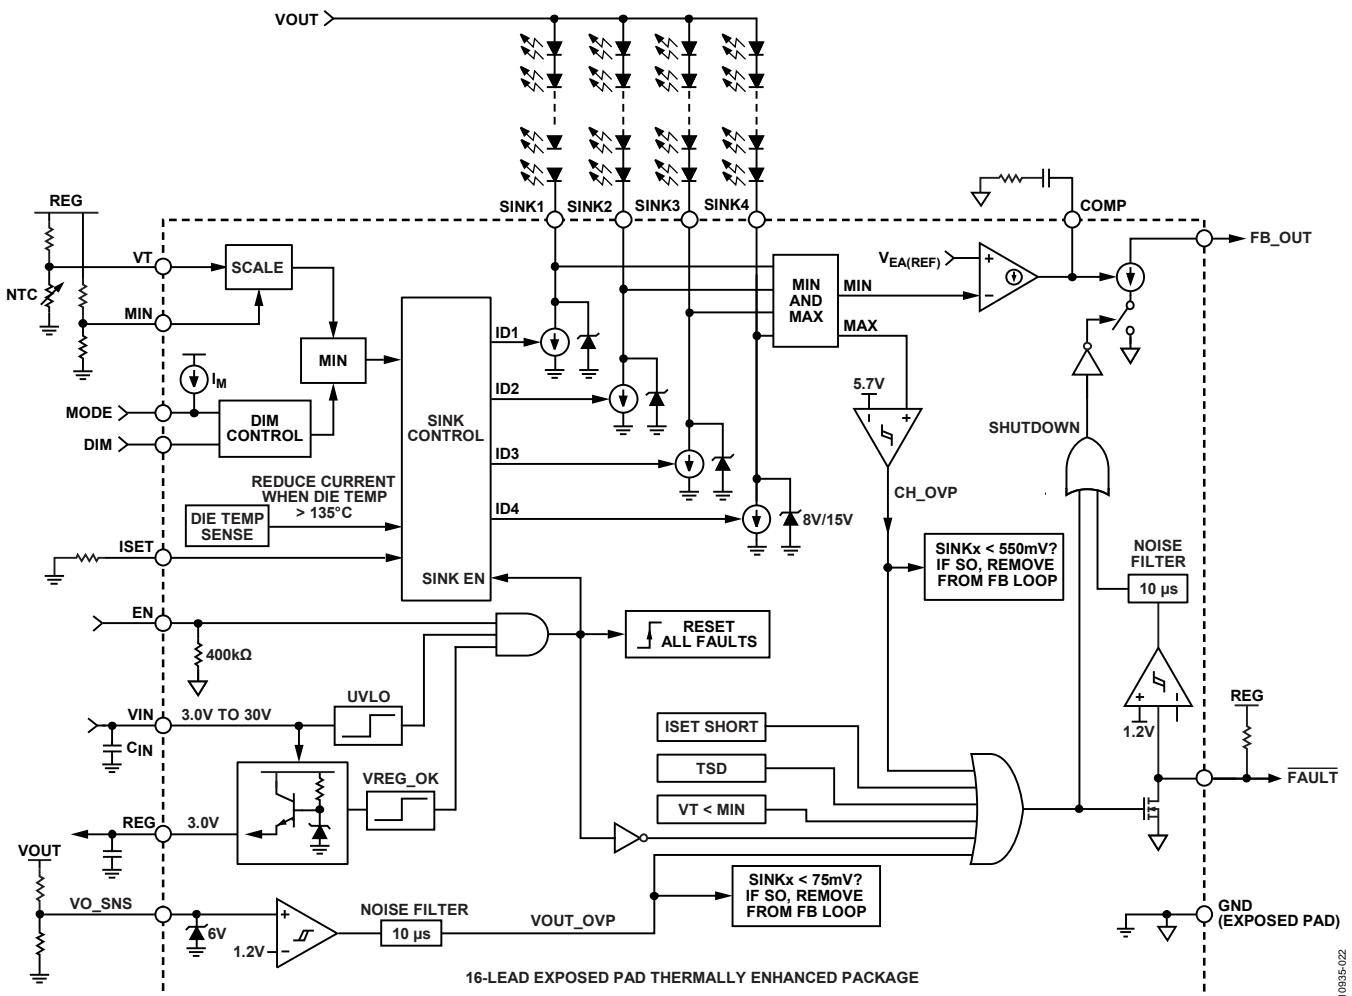 VOUT
SINK1
SINK2
SINK3
SINK4
COMP
REG
VT
NTC
MIN
SCALE
MIN
MODE
DIM
IM
DIM
CONTROL
REDUCE CURRENT
WHEN DIE TEMP
> 135°C
DIE TEMP
SENSE
ISET
SINK
CONTROL
SINK EN
ID1
ID2
ID3
ID4
8V/15V
MIN
AND
MAX
MIN
MAX
VEA(REF)
+
–
FB_OUT
5.7V
–
+
CH_OVP
SINKx < 550mV?
IF SO, REMOVE
FROM FB LOOP
SHUTDOWN
NOISE
FILTER
10 µs
+
–
1.2V
REG
FAULT
EN
400kΩ
RESET
ALL FAULTS
VIN
3.0V TO 30V
UVLO
CIN
VREG_OK
REG
3.0V
ISET SHORT
TSD
VT < MIN
VOUT
VO_SNS
6V
+
1.2V
–
NOISE FILTER
10 µs
VOUT_OVP
SINKx < 75mV?
IF SO, REMOVE
FROM FB LOOP
GND
(EXPOSED PAD)
16-LEAD EXPOSED PAD THERMALLY ENHANCED PACKAGE
10935-022